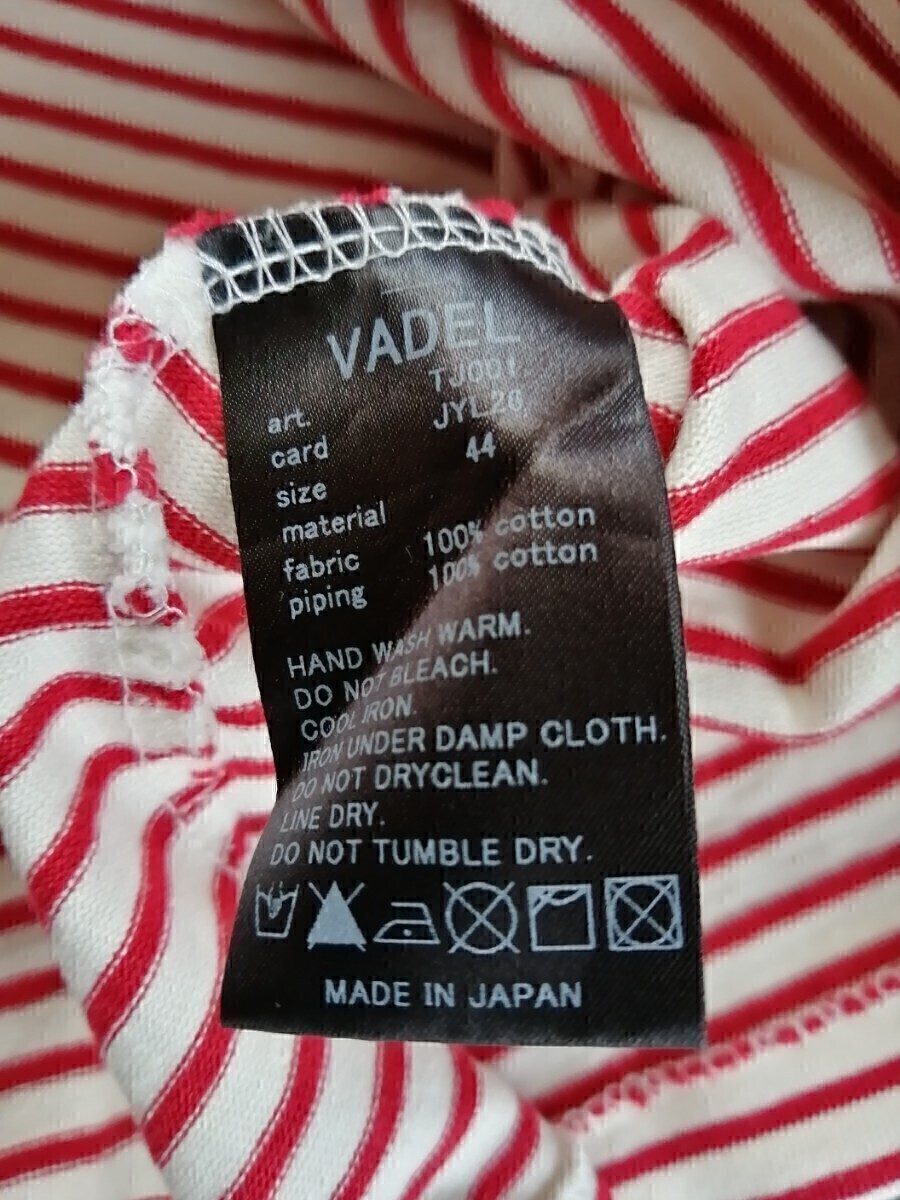 VADEL
art. TJ001
card JYL26
size 44
material
fabric 100% cotton
piping 100% cotton
HAND WASH WARM.
DO NOT BLEACH.
COOL IRON.
IRON UNDER DAMP CLOTH.
DO NOT DRYCLEAN.
LINE DRY.
DO NOT TUMBLE DRY.
MADE IN JAPAN